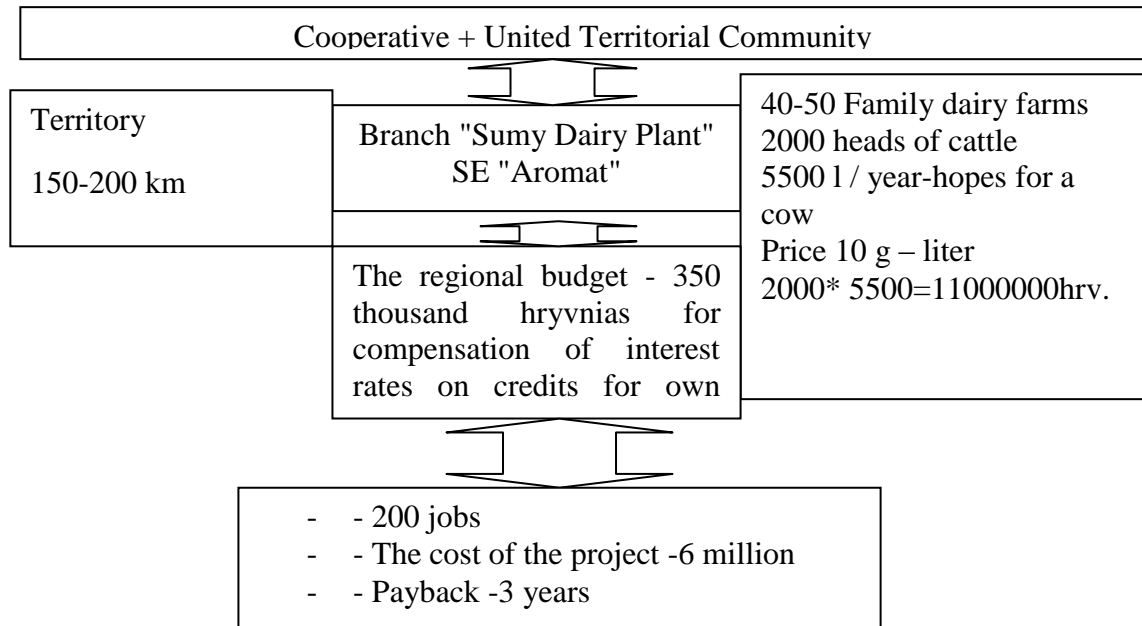 Cooperative + United Territorial Community
Territory
150-200 km
Branch "Sumy Dairy Plant"
SE "Aromat"
40-50 Family dairy farms
2000 heads of cattle
5500 l / year-hopes for a
cow
Price 10 g – liter
2000* 5500=11000000hrv.
The regional budget - 350
thousand hryvnias for
compensation of interest
rates on credits for own
- - 200 jobs
- - The cost of the project -6 million
- - Payback -3 years